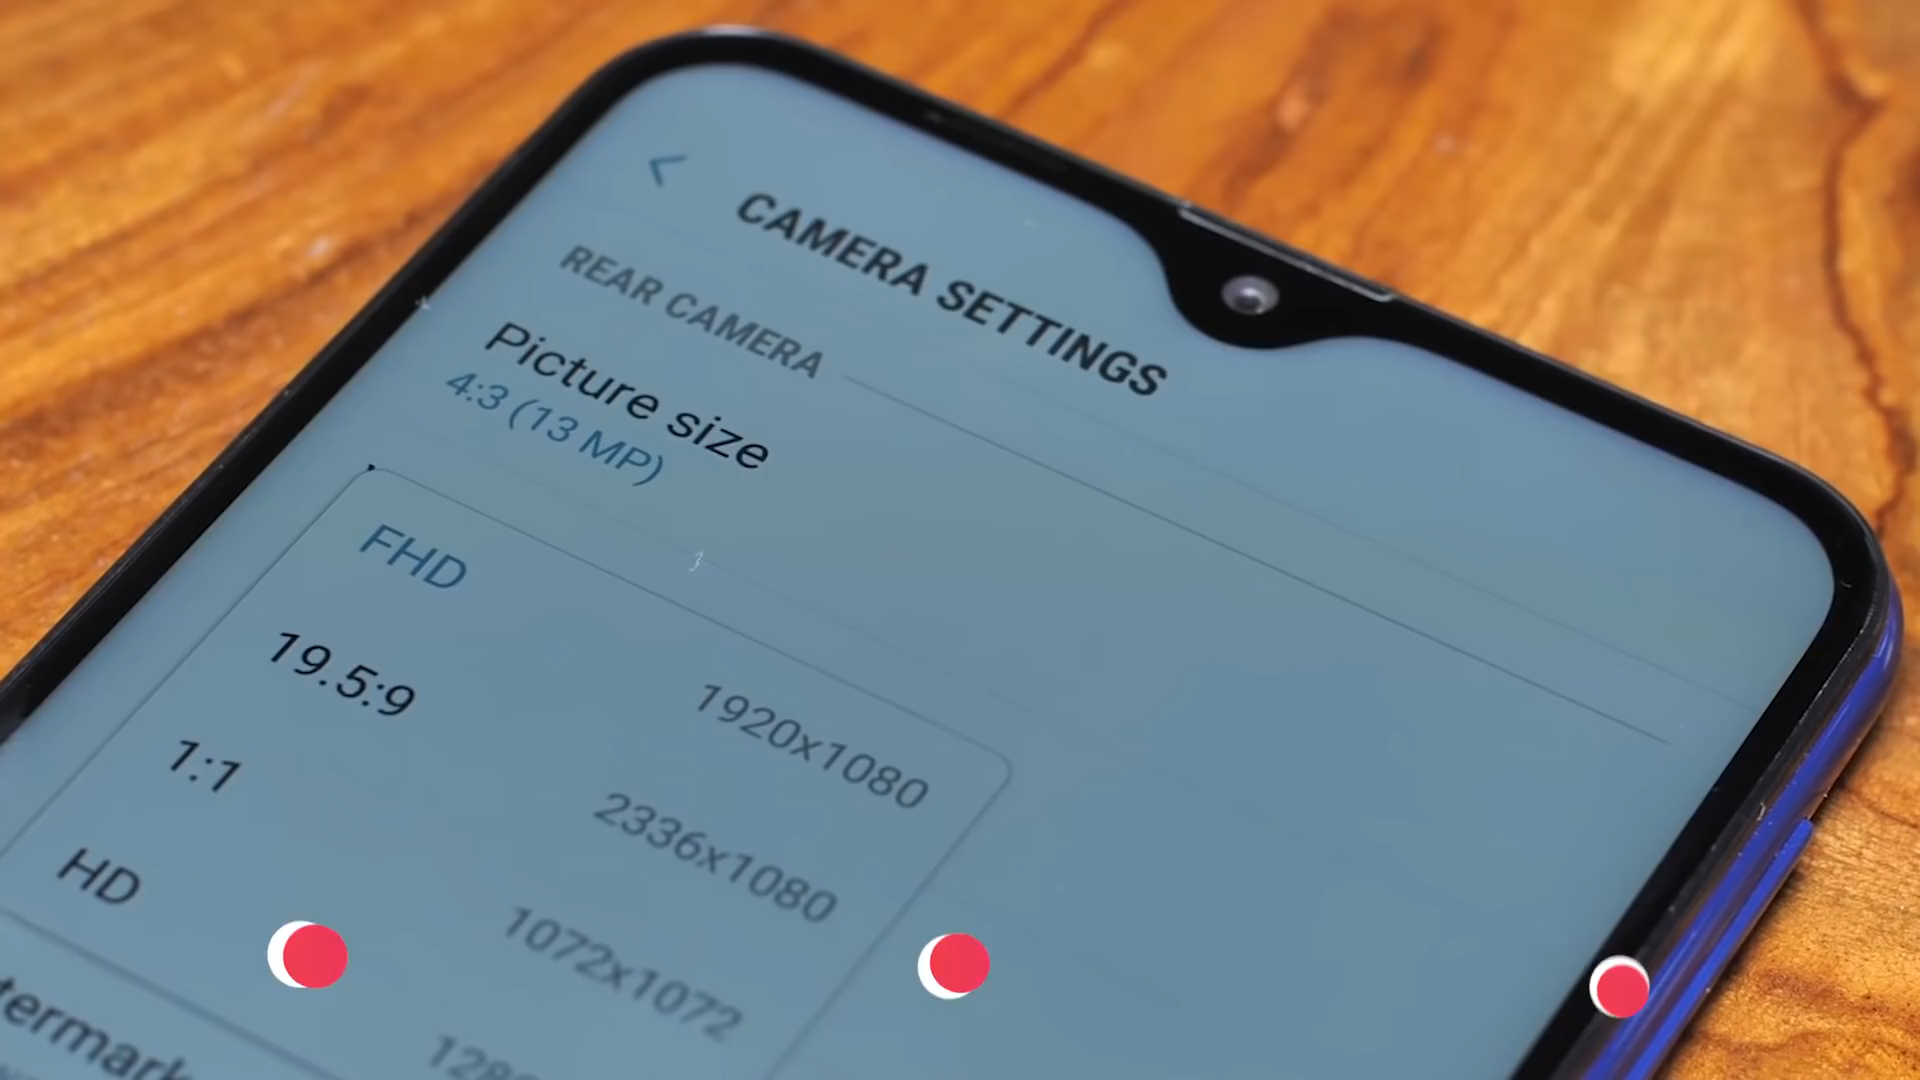 CAMERA SETTINGS
REAR CAMERA
Picture size
4:3 (13 MP)
FHD 1920x1080
19.5:9 2336x1080
1:1 1072x1072
HD